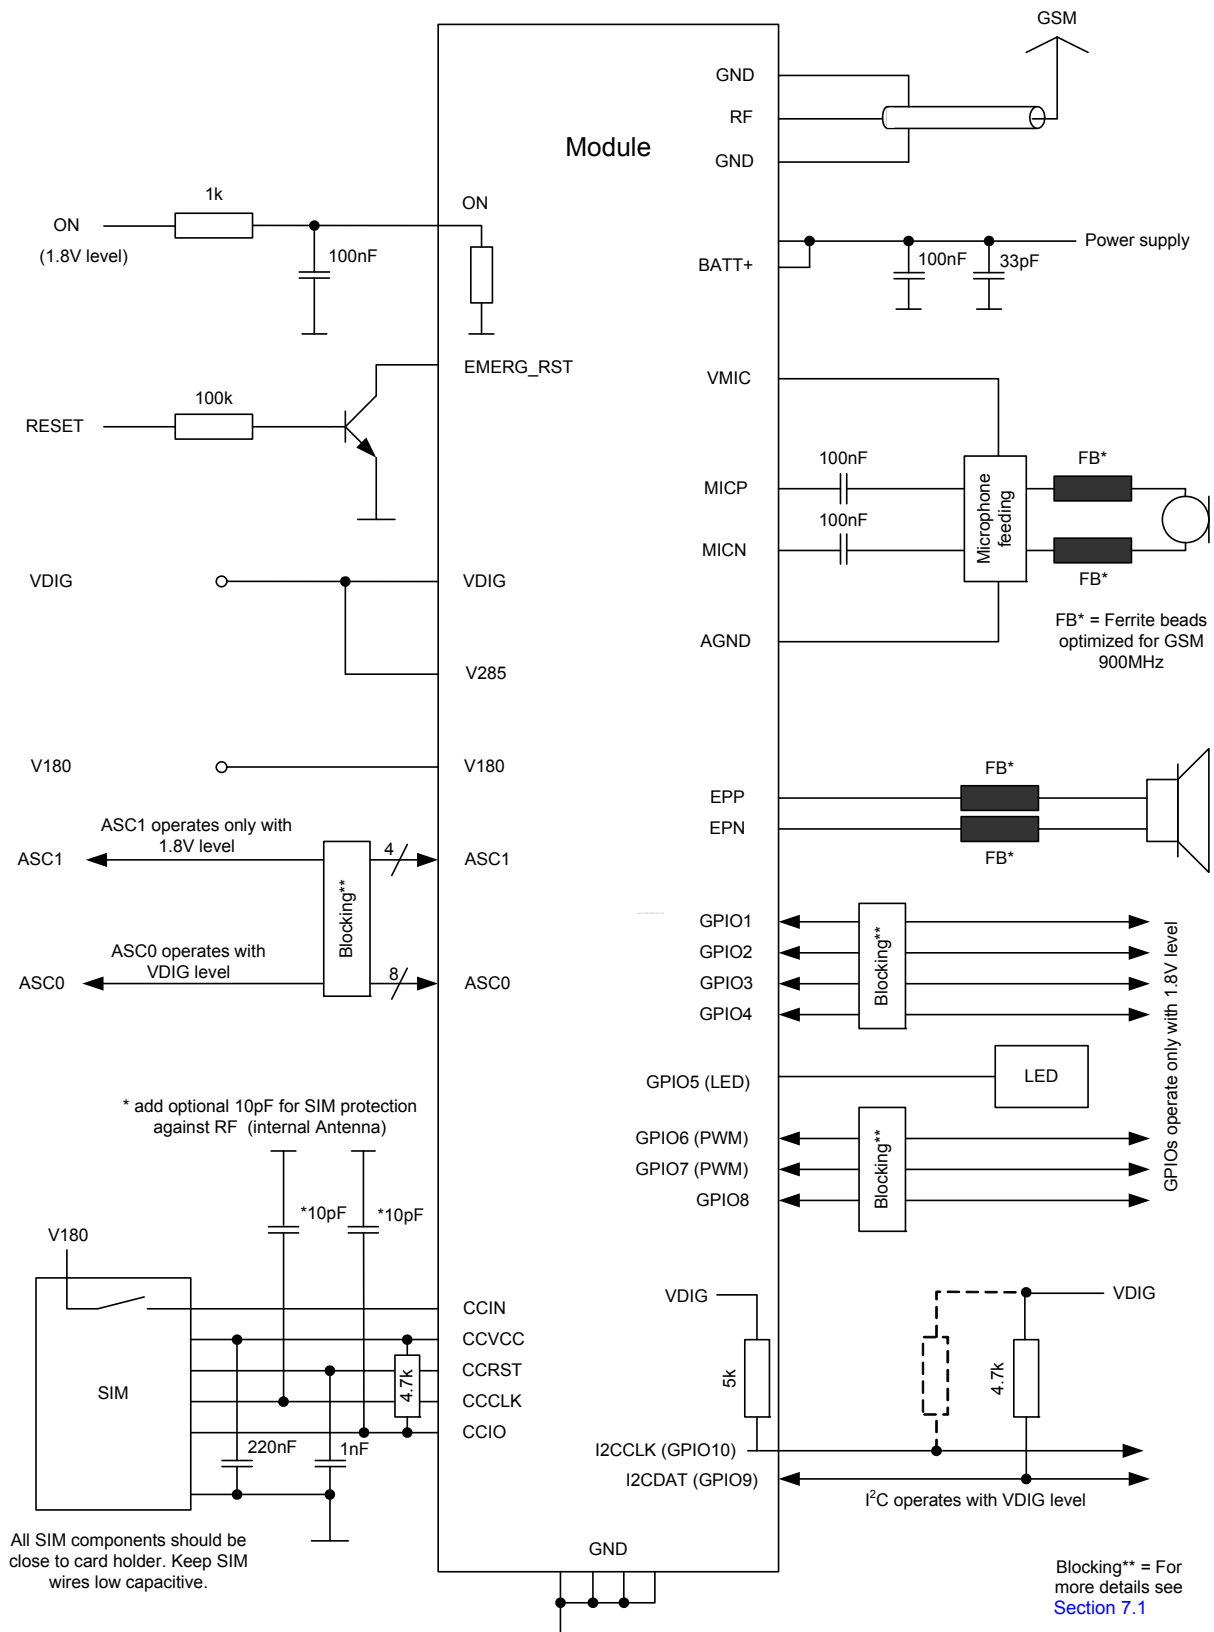 GSM
GND
RF
GND
Module
1k
ON
ON
(1.8V level)
100nF
BATT+
Power supply
100nF
33pF
EMERG_RST
VMIC
RESET
100k
100nF
FB*
MICP
Microphone
feeding
100nF
MICN
FB*
VDIG
VDIG
FB* = Ferrite beads
optimized for GSM
900MHz
AGND
V285
V180
V180
FB*
EPP
EPN
FB*
ASC1 operates only with
1.8V level
ASC1
4
ASC1
Blocking**
ASC0 operates with
VDIG level
ASC0
8
ASC0
GPIO1
GPIO2
GPIO3
GPIO4
Blocking**
GPIOs operate only with 1.8V level
GPIO5 (LED)
LED
* add optional 10pF for SIM protection
against RF (internal Antenna)
GPIO6 (PWM)
GPIO7 (PWM)
GPIO8
Blocking**
*10pF
*10pF
V180
SIM
CCIN
CCVCC
CCRST
CCCLK
CCIO
4.7k
220nF
1nF
VDIG
5k
VDIG
4.7k
I2CCLK (GPIO10)
I2CDAT (GPIO9)
I²C operates with VDIG level
All SIM components should be
close to card holder. Keep SIM
wires low capacitive.
GND
Blocking** = For
more details see
Section 7.1